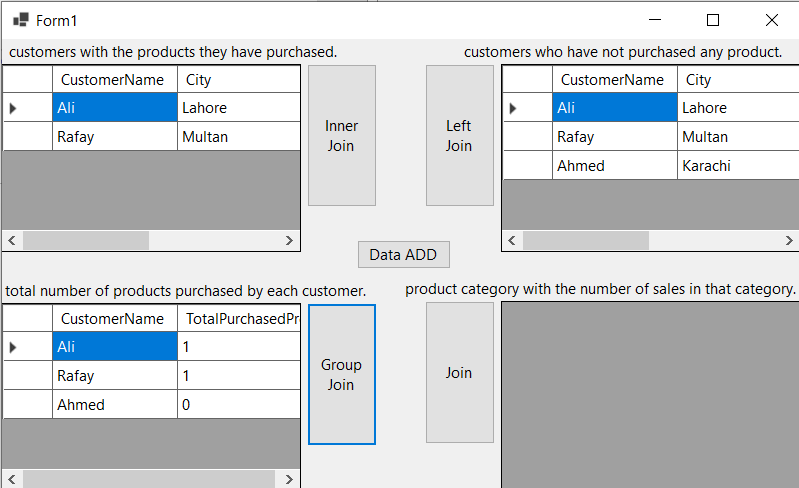 Form1
customers with the products they have purchased.
CustomerName City
Ali Lahore
Rafay Multan
Inner
Join
Left
Join
customers who have not purchased any product.
CustomerName City
Ali Lahore
Rafay Multan
Ahmed Karachi
Data ADD
total number of products purchased by each customer.
CustomerName TotalPurchasedPr
Ali 1
Rafay 1
Ahmed 0
Group
Join
product category with the number of sales in that category.
Join